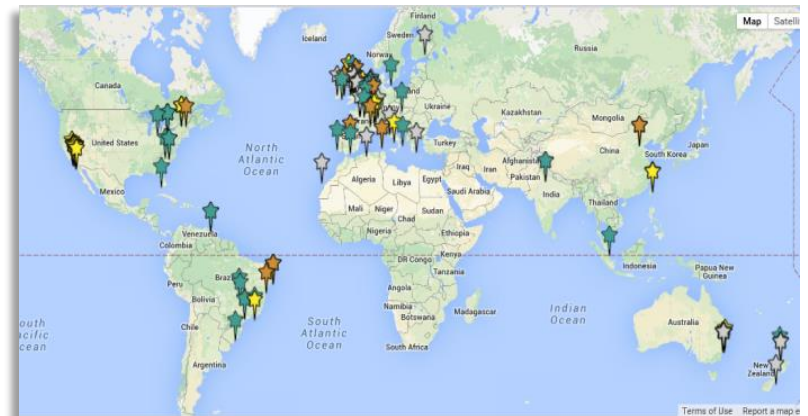 Map Satelli
Finland
Iceland
Sweden
Norway
Russia
Canada
Ukraine
Kazakhstan
Mongolia
United States
North
Atlantic
Ocean
Turkey
China
South Korea
Japan
Afghanistan
Pakistan
Iraq
Iran
Algeria
Libya
Egypt
Saudi Arabia
India
Thailand
Mexico
Mali
Niger
Sudan
Chad
Nigeria
Ethiopia
Venezuela
Colombia
DR Congo
Kenya
Tanzania
Indonesia
Papua New
Guinea
Peru
Brazil
Bolivia
Angola
Namibia
Botswana
Madagascar
Indian
Ocean
Australia
South
Atlantic
Ocean
Chile
South Africa
Argentina
New
Zealand
outh
acific
cean
Terms of Use Report a map e